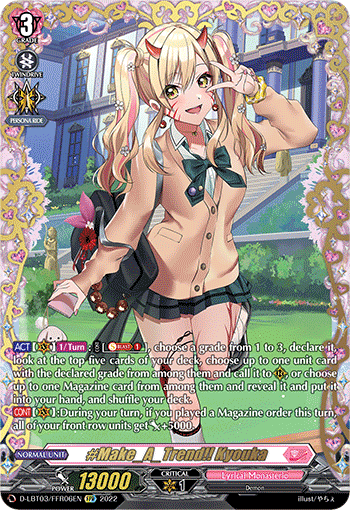 3
GRADE
TWINDRIVE
PERSONA RIDE
ACT 1/Turn : BLAST 1 , choose a grade from 1 to 3, declare it,
look at the top five cards of your deck, choose up to one unit card
with the declared grade from among them and call it to , or choose
up to one Magazine card from among them and reveal it and put it
into your hand, and shuffle your deck.
CONT :During your turn, if you played a Magazine order this turn,
all of your front row units get +5000.
NORMAL UNIT
#Make_A_Trend!! Kyouka
POWER 13000
CRITICAL
1
Lyrical Monasterio
Demon
D-LBT03/FFR06EN FFR 2022
illust/やちぇ